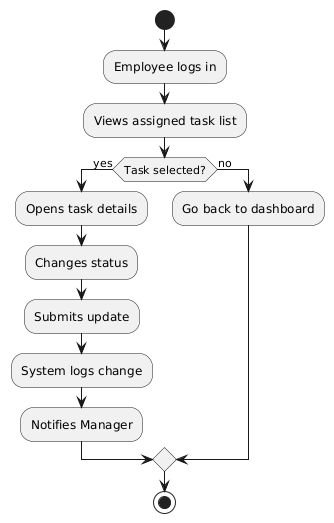 Employee logs in
Views assigned task list
yes
Task selected?
no
Opens task details
Go back to dashboard
Changes status
Submits update
System logs change
Notifies Manager